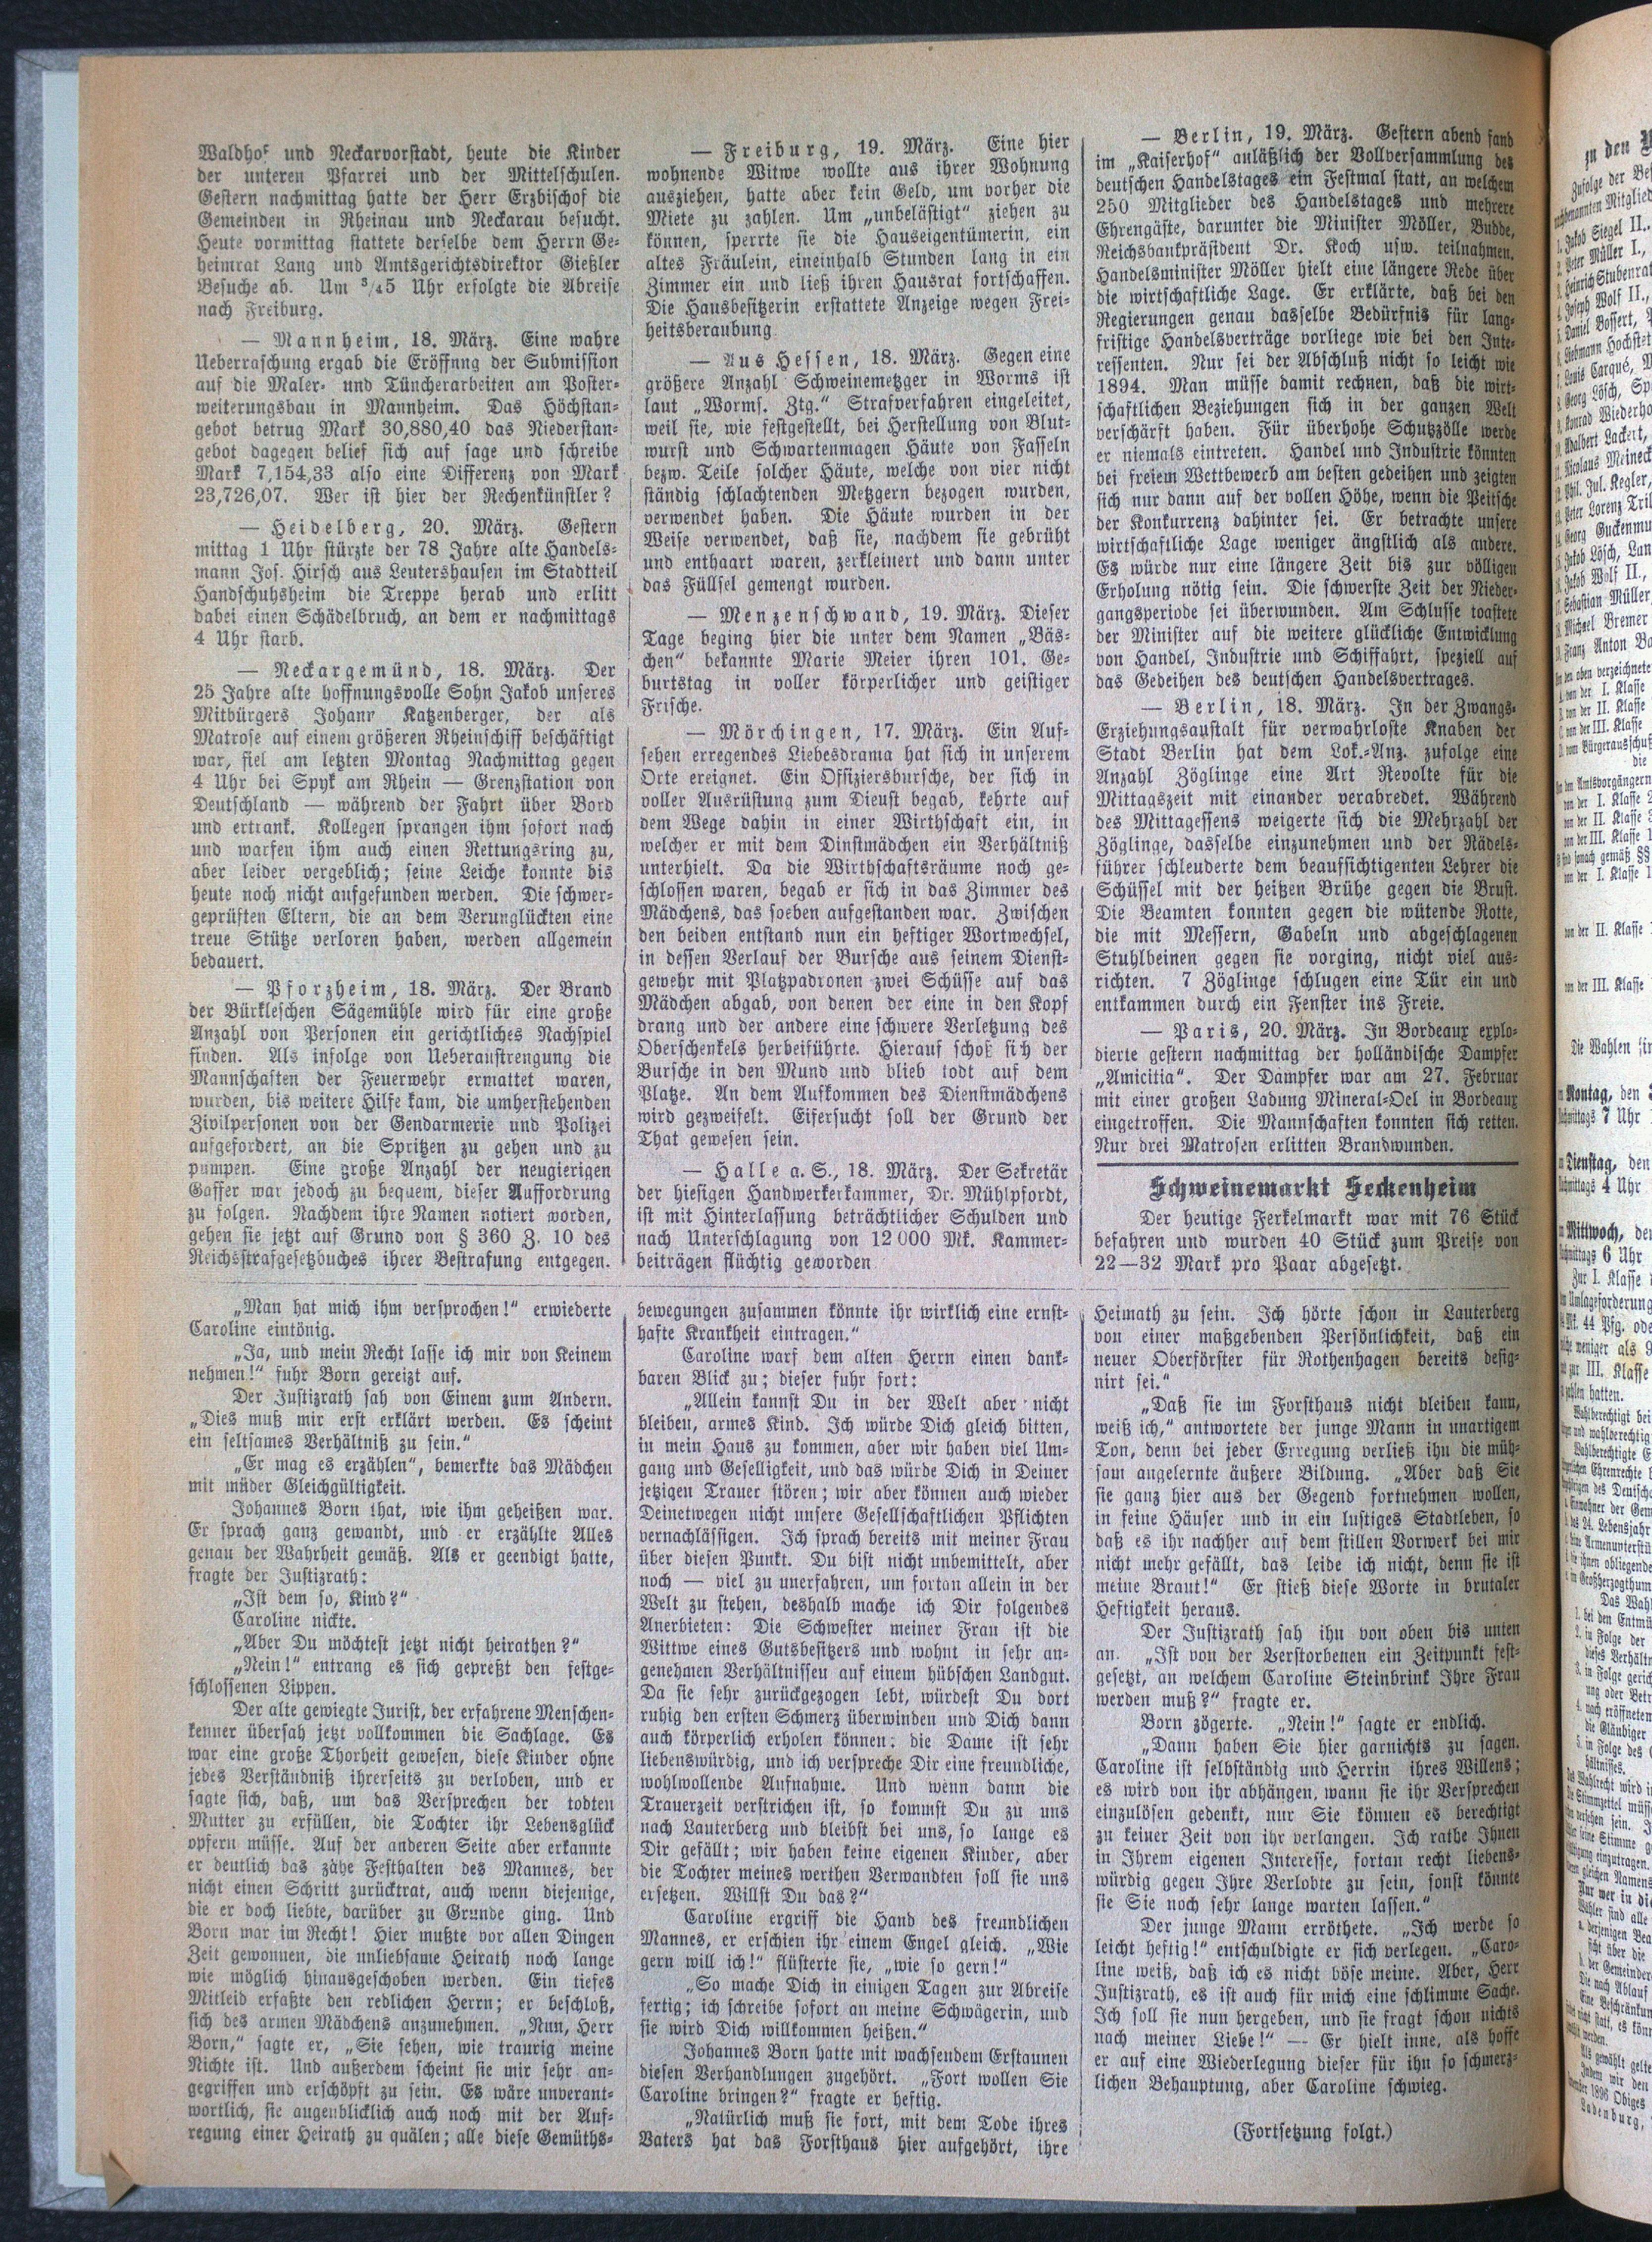 Waldhof und Neckarvorstadt, heute die Kinder
der unteren Pfarrei und der Mittelschulen.
Gestern nachmittag hatte der Herr Erzbischof die
Gemeinden in Rheinau und Neckarau besucht.
Heute vormittag stattete derselbe dem Herrn Ge-
heimrat Lang und Amtsgerichtsdirektor Gießler
Besuche ab. Um ³/₄5 Uhr erfolgte die Abreise
nach Freiburg.
— Mannheim, 18. März. Eine wahre
Ueberraschung ergab die Eröffnng der Submission
auf die Maler- und Tüncherarbeiten am Poster-
weiterungsbau in Mannheim. Das Höchstan-
gebot betrug Mark 30,880,40 das Niederstan-
gebot dagegen belief sich auf sage und schreibe
Mark 7,154,33 also eine Differenz von Mark
23,726,07. Wer ist hier der Rechenkünstler?
— Heidelberg, 20. März. Gestern
mittag 1 Uhr stürzte der 78 Jahre alte Handels-
mann Jos. Hirsch aus Leutershausen im Stadtteil
Handschuhsheim die Treppe herab und erlitt
dabei einen Schädelbruch, an dem er nachmittags
4 Uhr starb.
— Neckargemünd, 18. März. Der
25 Jahre alte hoffnungsvolle Sohn Jakob unseres
Mitbürgers Johann Katzenberger, der als
Matrose auf einem größeren Rheinschiff beschäftigt
war, fiel am letzten Montag Nachmittag gegen
4 Uhr bei Spyk am Rhein — Grenzstation von
Deutschland — während der Fahrt über Bord
und ertrank. Kollegen sprangen ihm sofort nach
und warfen ihm auch einen Rettungsring zu,
aber leider vergeblich; seine Leiche konnte bis
heute noch nicht aufgefunden werden. Die schwer-
geprüften Eltern, die an dem Verunglückten eine
treue Stütze verloren haben, werden allgemein
bedauert.
— Pforzheim, 18. März. Der Brand
der Bürkleschen Sägemühle wird für eine große
Anzahl von Personen ein gerichtliches Nachspiel
finden. Als infolge von Ueberanstrengung die
Mannschaften der Feuerwehr ermattet waren,
wurden, bis weitere Hilfe kam, die umherstehenden
Zivilpersonen von der Gendarmerie und Polizei
aufgefordert, an die Spritzen zu gehen und zu
pumpen. Eine große Anzahl der neugierigen
Gaffer war jedoch zu bequem, dieser Auffordrung
zu folgen. Nachdem ihre Namen notiert worden,
gehen sie jetzt auf Grund von § 360 Z. 10 des
Reichsstrafgesetzbuches ihrer Bestrafung entgegen.
— Freiburg, 19. März. Eine hier
wohnende Witwe wollte aus ihrer Wohnung
ausziehen, hatte aber kein Geld, um vorher die
Miete zu zahlen. Um „unbelästigt“ ziehen zu
können, sperrte sie die Hauseigentümerin, ein
altes Fräulein, eineinhalb Stunden lang in ein
Zimmer ein und ließ ihren Hausrat fortschaffen.
Die Hausbesitzerin erstattete Anzeige wegen Frei-
heitsberaubung
— Aus Hessen, 18. März. Gegen eine
größere Anzahl Schweinemetzger in Worms ist
laut „Worms. Ztg.“ Strafverfahren eingeleitet,
weil sie, wie festgestellt, bei Herstellung von Blut-
wurst und Schwartenmagen Häute von Fasseln
bezw. Teile solcher Häute, welche von vier nicht
ständig schlachtenden Metzgern bezogen wurden,
verwendet haben. Die Häute wurden in der
Weise verwendet, daß sie, nachdem sie gebrüht
und enthaart waren, zerkleinert und dann unter
das Füllsel gemengt wurden.
— Menzenschwand, 19. März. Dieser
Tage beging hier die unter dem Namen „Bäs-
chen“ bekannte Marie Meier ihren 101. Ge-
burtstag in voller körperlicher und geistiger
Frische.
— Mörchingen, 17. März. Ein Auf-
sehen erregendes Liebesdrama hat sich in unserem
Orte ereignet. Ein Offiziersbursche, der sich in
voller Ausrüstung zum Dienst begab, kehrte auf
dem Wege dahin in einer Wirthschaft ein, in
welcher er mit dem Dinstmädchen ein Verhältniß
unterhielt. Da die Wirthschaftsräume noch ge-
schlossen waren, begab er sich in das Zimmer des
Mädchens, das soeben aufgestanden war. Zwischen
den beiden entstand nun ein heftiger Wortwechsel,
in dessen Verlauf der Bursche aus seinem Dienst-
gewehr mit Platzpadronen zwei Schüsse auf das
Mädchen abgab, von denen der eine in den Kopf
drang und der andere eine schwere Verletzung des
Oberschenkels herbeiführte. Hierauf schoß sich der
Bursche in den Mund und blieb todt auf dem
Platze. An dem Aufkommen des Dienstmädchens
wird gezweifelt. Eifersucht soll der Grund der
That gewesen sein.
— Halle a. S., 18. März. Der Sekretär
der hiesigen Handwerkerkammer, Dr. Mühlpfordt,
ist mit Hinterlassung beträchtlicher Schulden und
nach Unterschlagung von 12 000 Mk. Kammer-
beiträgen flüchtig geworden
— Berlin, 19. März. Gestern abend fand
im „Kaiserhof“ anläßlich der Vollversammlung des
deutschen Handelstages ein Festmal statt, an welchem
250 Mitglieder des Handelstages und mehrere
Ehrengäste, darunter die Minister Möller, Budde,
Reichsbankpräsident Dr. Koch usw. teilnahmen.
Handelsminister Möller hielt eine längere Rede über
die wirtschaftliche Lage. Er erklärte, daß bei den
Regierungen genau dasselbe Bedürfnis für lang-
fristige Handelsverträge vorliege wie bei den Inte-
ressenten. Nur sei der Abschluß nicht so leicht wie
1894. Man müsse damit rechnen, daß die wirt-
schaftlichen Beziehungen sich in der ganzen Welt
verschärft haben. Für überhohe Schutzzölle werde
er niemals eintreten. Handel und Industrie könnten
bei freiem Wettbewerb am besten gedeihen und zeigten
sich nur dann auf der vollen Höhe, wenn die Peitsche
der Konkurrenz dahinter sei. Er betrachte unsere
wirtschaftliche Lage weniger ängstlich als andere.
Es würde nur eine längere Zeit bis zur völligen
Erholung nötig sein. Die schwerste Zeit der Nieder-
gangsperiode sei überwunden. Am Schlusse toastete
der Minister auf die weitere glückliche Entwicklung
von Handel, Industrie und Schiffahrt, speziell auf
das Gedeihen des deutschen Handelsvertrages.
— Berlin, 18. März. In der Zwangs-
Erziehungsanstalt für verwahrloste Knaben der
Stadt Berlin hat dem Lok.-Anz. zufolge eine
Anzahl Zöglinge eine Art Revolte für die
Mittagszeit mit einander verabredet. Während
des Mittagessens weigerte sich die Mehrzahl der
Zöglinge, dasselbe einzunehmen und der Rädels-
führer schleuderte dem beaufsichtigenten Lehrer die
Schüssel mit der heißen Brühe gegen die Brust.
Die Beamten konnten gegen die wütende Rotte,
die mit Messern, Gabeln und abgeschlagenen
Stuhlbeinen gegen sie vorging, nicht viel aus-
richten. 7 Zöglinge schlugen eine Tür ein und
entkammen durch ein Fenster ins Freie.
— Paris, 20. März. In Bordeaux explo-
dierte gestern nachmittag der holländische Dampfer
„Amicitia“. Der Dampfer war am 27. Februar
mit einer großen Ladung Mineral-Oel in Bordeaux
eingetroffen. Die Mannschaften konnten sich retten.
Nur drei Matrosen erlitten Brandwunden.
Schweinemarkt Seckenheim
Der heutige Ferkelmarkt war mit 76 Stück
befahren und wurden 40 Stück zum Preise von
22—32 Mark pro Paar abgesetzt.
„Man hat mich ihm versprochen!“ erwiederte
Caroline eintönig.
„Ja, und mein Recht lasse ich mir von Keinem
nehmen!“ fuhr Born gereizt auf.
Der Justizrath sah von Einem zum Andern.
„Dies muß mir erst erklärt werden. Es scheint
ein seltsames Verhältniß zu sein.“
„Er mag es erzählen“, bemerkte das Mädchen
mit müder Gleichgültigkeit.
Johannes Born that, wie ihm geheißen war.
Er sprach ganz gewandt, und er erzählte Alles
genau der Wahrheit gemäß. Als er geendigt hatte,
fragte der Justizrath:
„Ist dem so, Kind?“
Caroline nickte.
„Aber Du möchtest jetzt nicht heirathen?“
„Nein!“ entrang es sich gepreßt den festge-
schlossenen Lippen.
Der alte gewiegte Jurist, der erfahrene Menschen-
kenner übersah jetzt vollkommen die Sachlage. Es
war eine große Thorheit gewesen, diese Kinder ohne
jedes Verständniß ihrerseits zu verloben, und er
sagte sich, daß, um das Versprechen der todten
Mutter zu erfüllen, die Tochter ihr Lebensglück
opfern müsse. Auf der anderen Seite aber erkannte
er deutlich das zähe Festhalten des Mannes, der
nicht einen Schritt zurücktrat, auch wenn diejenige,
die er doch liebte, darüber zu Grunde ging. Und
Born war im Recht! Hier mußte vor allen Dingen
Zeit gewonnen, die unliebsame Heirath noch lange
wie möglich hinausgeschoben werden. Ein tiefes
Mitleid erfaßte den redlichen Herrn; er beschloß,
sich des armen Mädchens anzunehmen. „Nun, Herr
Born,“ sagte er, „Sie sehen, wie traurig meine
Nichte ist. Und außerdem scheint sie mir sehr an-
gegriffen und erschöpft zu sein. Es wäre unverant-
wortlich, sie augenblicklich auch noch mit der Auf-
regung einer Heirath zu quälen; alle diese Gemüths-
bewegungen zusammen könnte ihr wirklich eine ernst-
hafte Krankheit eintragen.“
Caroline warf dem alten Herrn einen dank-
baren Blick zu; dieser fuhr fort:
„Allein kannst Du in der Welt aber nicht
bleiben, armes Kind. Ich würde Dich gleich bitten,
in mein Haus zu kommen, aber wir haben viel Um-
gang und Geselligkeit, und das würde Dich in Deiner
jetzigen Trauer stören; wir aber können auch wieder
Deinetwegen nicht unsere Gesellschaftlichen Pflichten
vernachlässigen. Ich sprach bereits mit meiner Frau
über diesen Punkt. Du bist nicht unbemittelt, aber
noch — viel zu unerfahren, um fortan allein in der
Welt zu stehen, deshalb mache ich Dir folgendes
Anerbieten: Die Schwester meiner Frau ist die
Wittwe eines Gutsbesitzers und wohnt in sehr an-
genehmen Verhältnissen auf einem hübschen Landgut.
Da sie sehr zurückgezogen lebt, würdest Du dort
ruhig den ersten Schmerz überwinden und Dich dann
auch körperlich erholen können; die Dame ist sehr
liebenswürdig, und ich verspreche Dir eine freundliche,
wohlwollende Aufnahme. Und wenn dann die
Trauerzeit verstrichen ist, so kommst Du zu uns
nach Lauterberg und bleibst bei uns, so lange es
Dir gefällt; wir haben keine eigenen Kinder, aber
die Tochter meines werthen Verwandten soll sie uns
ersetzen. Willst Du das?“
Caroline ergriff die Hand des freundlichen
Mannes, er erschien ihr einem Engel gleich. „Wie
gern will ich!“ flüsterte sie, „wie so gern!“
„So mache Dich in einigen Tagen zur Abreise
fertig; ich schreibe sofort an meine Schwägerin, und
sie wird Dich willkommen heißen.“
Johannes Born hatte mit wachsendem Erstaunen
diesen Verhandlungen zugehört. „Fort wollen Sie
Caroline bringen?“ fragte er heftig.
„Natürlich muß sie fort, mit dem Tode ihres
Vaters hat das Forsthaus hier aufgehört, ihre
Heimath zu sein. Ich hörte schon in Lauterberg
von einer maßgebenden Persönlichkeit, daß ein
neuer Oberförster für Rothenhagen bereits desig-
nirt sei.“
„Daß sie im Forsthaus nicht bleiben kann,
weiß ich,“ antwortete der junge Mann in unartigem
Ton, denn bei jeder Erregung verließ ihn die müh-
sam angelernte äußere Bildung. „Aber daß Sie
sie ganz hier aus der Gegend fortnehmen wollen,
in feine Häuser und in ein lustiges Stadtleben, so
daß es ihr nachher auf dem stillen Vorwerk bei mir
nicht mehr gefällt, das leide ich nicht, denn sie ist
meine Braut!“ Er stieß diese Worte in brutaler
Heftigkeit heraus.
Der Justizrath sah ihn von oben bis unten
an. „Ist von der Verstorbenen ein Zeitpunkt fest-
gesetzt, an welchem Caroline Steinbrink Ihre Frau
werden muß?“ fragte er.
Born zögerte. „Nein!“ sagte er endlich.
„Dann haben Sie hier garnichts zu sagen.
Caroline ist selbständig und Herrin ihres Willens;
es wird von ihr abhängen, wann sie ihr Versprechen
einzulösen gedenkt, nur Sie können es berechtigt
zu keiner Zeit von ihr verlangen. Ich rathe Ihnen
in Ihrem eigenen Interesse, fortan recht liebens-
würdig gegen Ihre Verlobte zu sein, sonst könnte
sie Sie noch sehr lange warten lassen.“
Der junge Mann erröthete. „Ich werde so
leicht heftig!“ entschuldigte er sich verlegen. „Caro-
line weiß, daß ich es nicht böse meine. Aber, Herr
Justizrath, es ist auch für mich eine schlimme Sache.
Ich soll sie nun hergeben, und sie fragt schon nichts
nach meiner Liebe!“ — Er hielt inne, als hoffe
er auf eine Wiederlegung dieser für ihn so schmerz-
lichen Behauptung, aber Caroline schwieg.
(Fortsetzung folgt.)